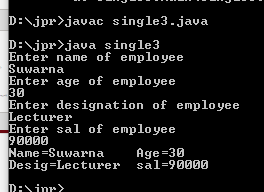 D:\jpr>javac single3.java
D:\jpr>java single3
Enter name of employee
Suwarna
Enter age of employee
30
Enter designation of employee
Lecturer
Enter sal of employee
90000
Name=Suwarna    Age=30
Desig=Lecturer  sal=90000
D:\jpr>